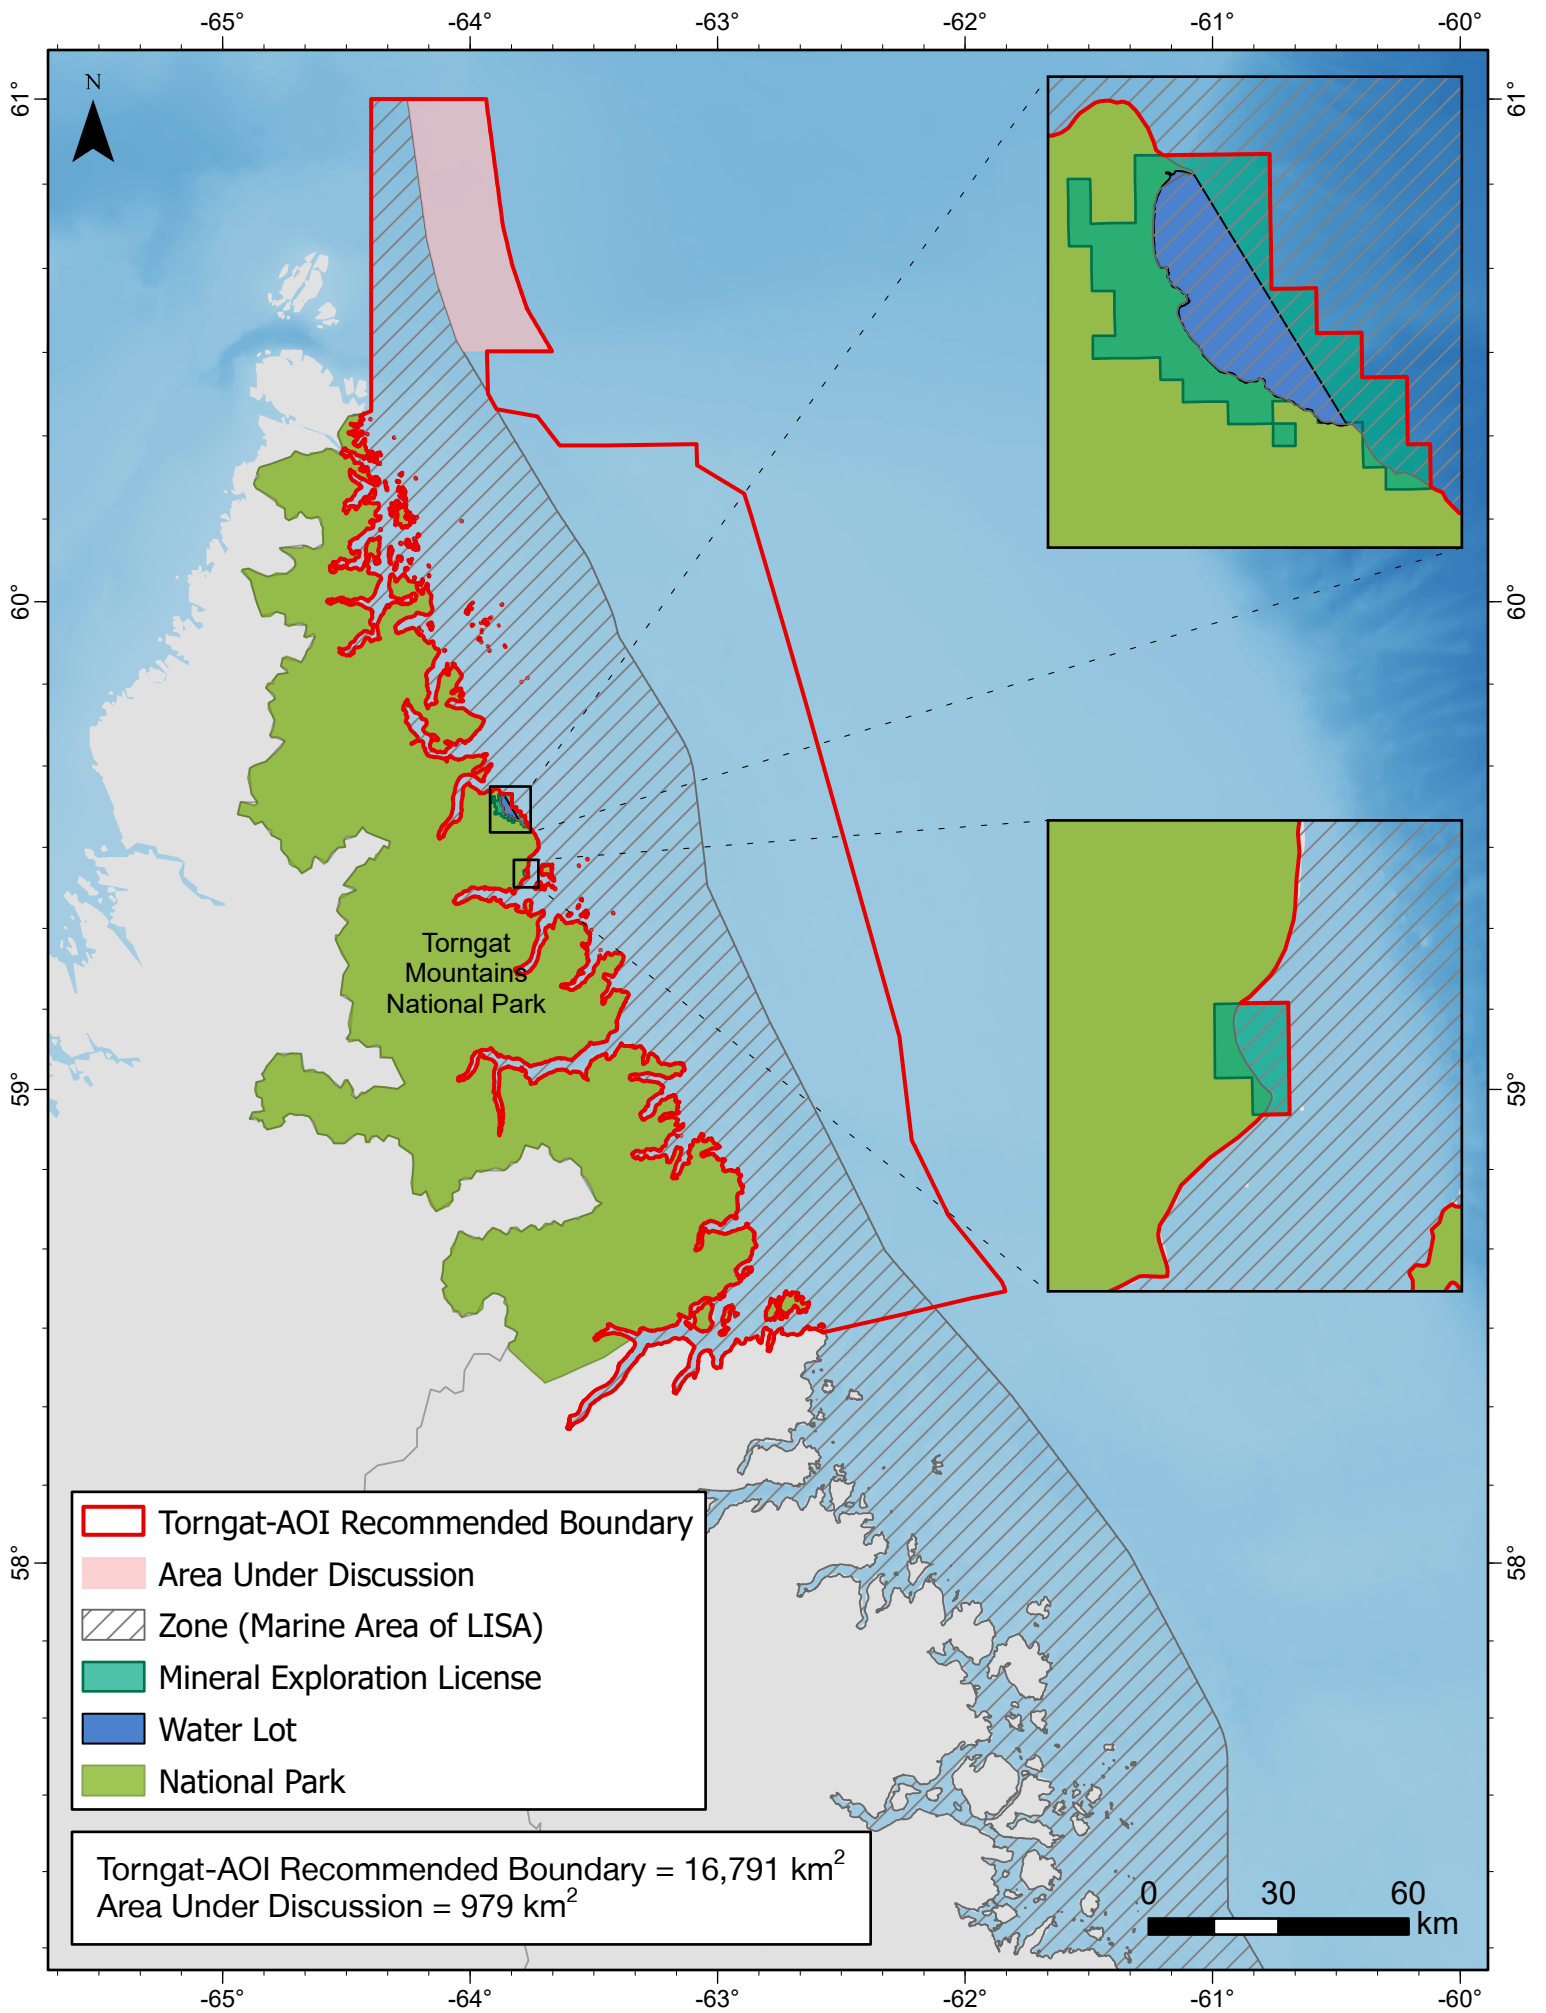 -65° -64° -63° -62° -61° -60°
N
61° 61°
60° 60°
Torngat
Mountains
National Park
59° 59°
Torngat-AOI Recommended Boundary
Area Under Discussion
58° 58°
Zone (Marine Area of LISA)
Mineral Exploration License
Water Lot
National Park
Torngat-AOI Recommended Boundary = 16,791 km²
Area Under Discussion = 979 km²
0 30 60
km
-65° -64° -63° -62° -61° -60°